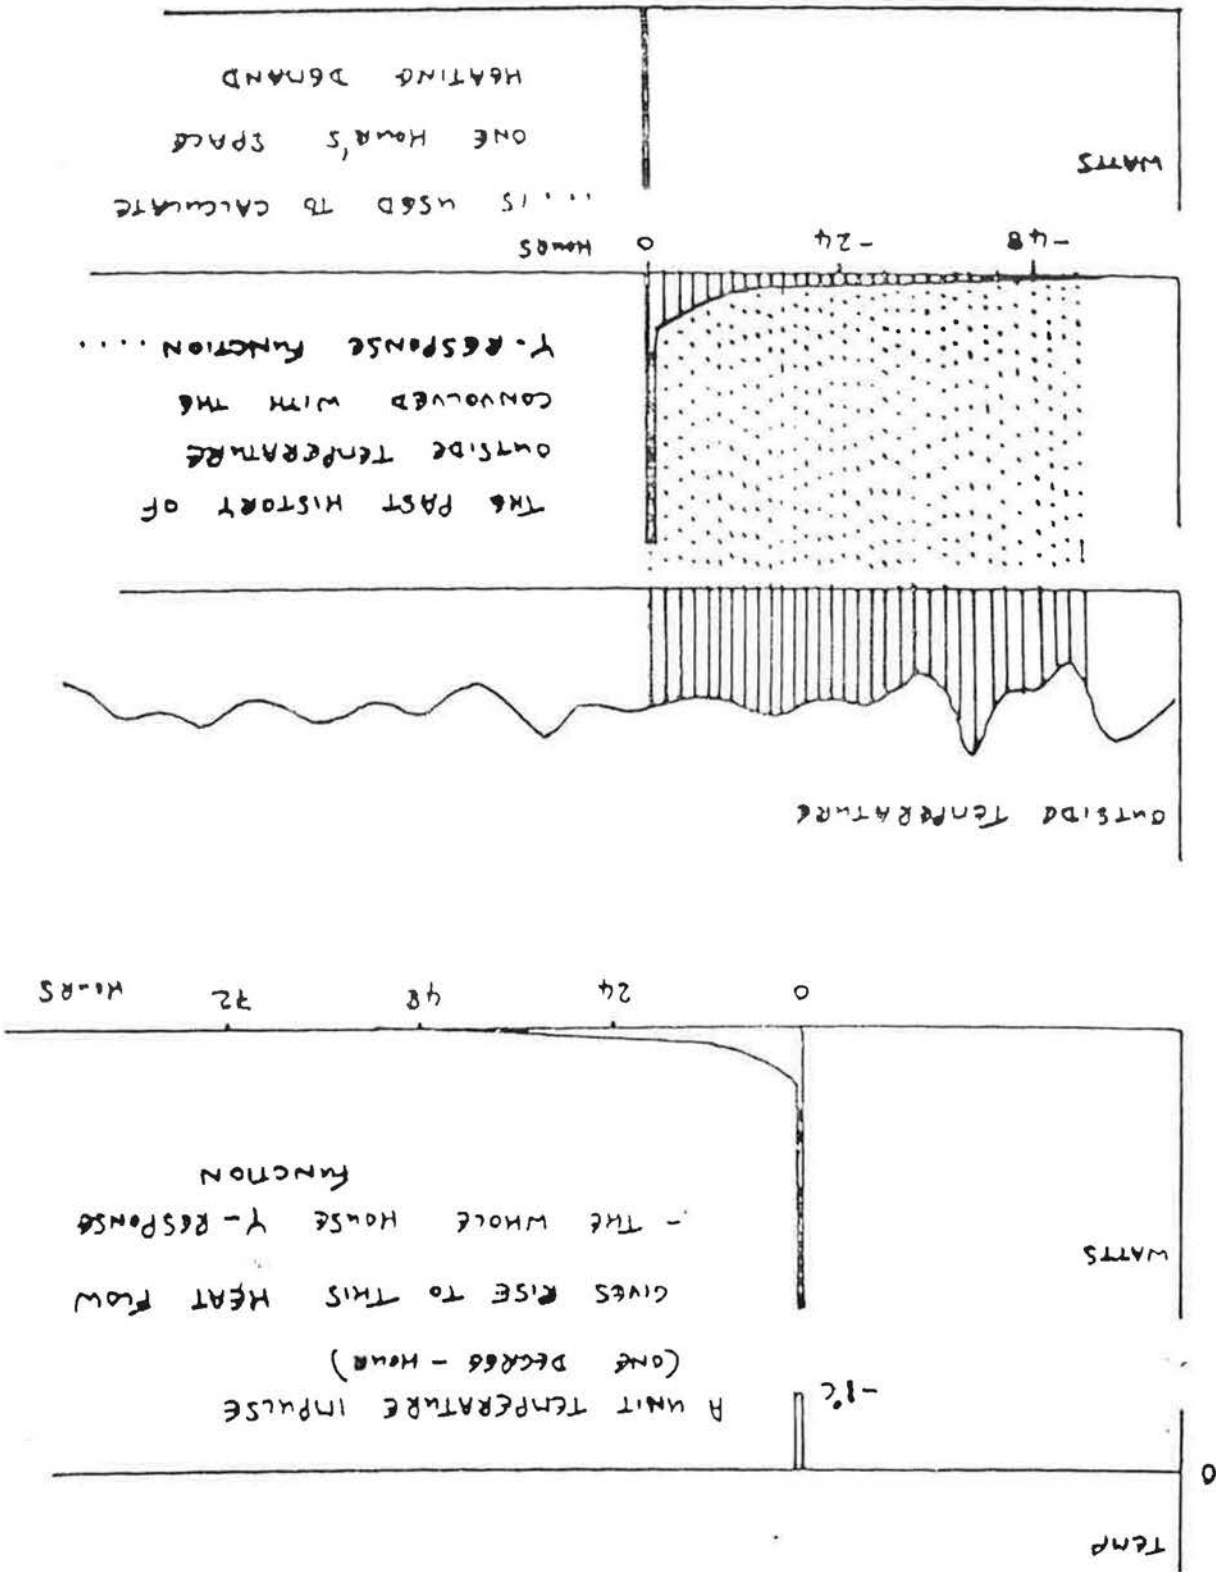 TEMP
0
-1°C
A UNIT TEMPERATURE IMPULSE
(ONE DEGREE - HOUR)
GIVES RISE TO THIS HEAT FLOW
WATTS
- THE WHOLE HOUSE Y-RESPONSE
FUNCTION
0 24 48 72 HOURS
OUTSIDE TEMPERATURE
THE PAST HISTORY OF
OUTSIDE TEMPERATURE
CONVOLVED WITH THE
Y-RESPONSE FUNCTION ....
-48 -24 0 HOURS
.... IS USED TO CALCULATE
WATTS
ONE HOUR'S SPACE
HEATING DEMAND